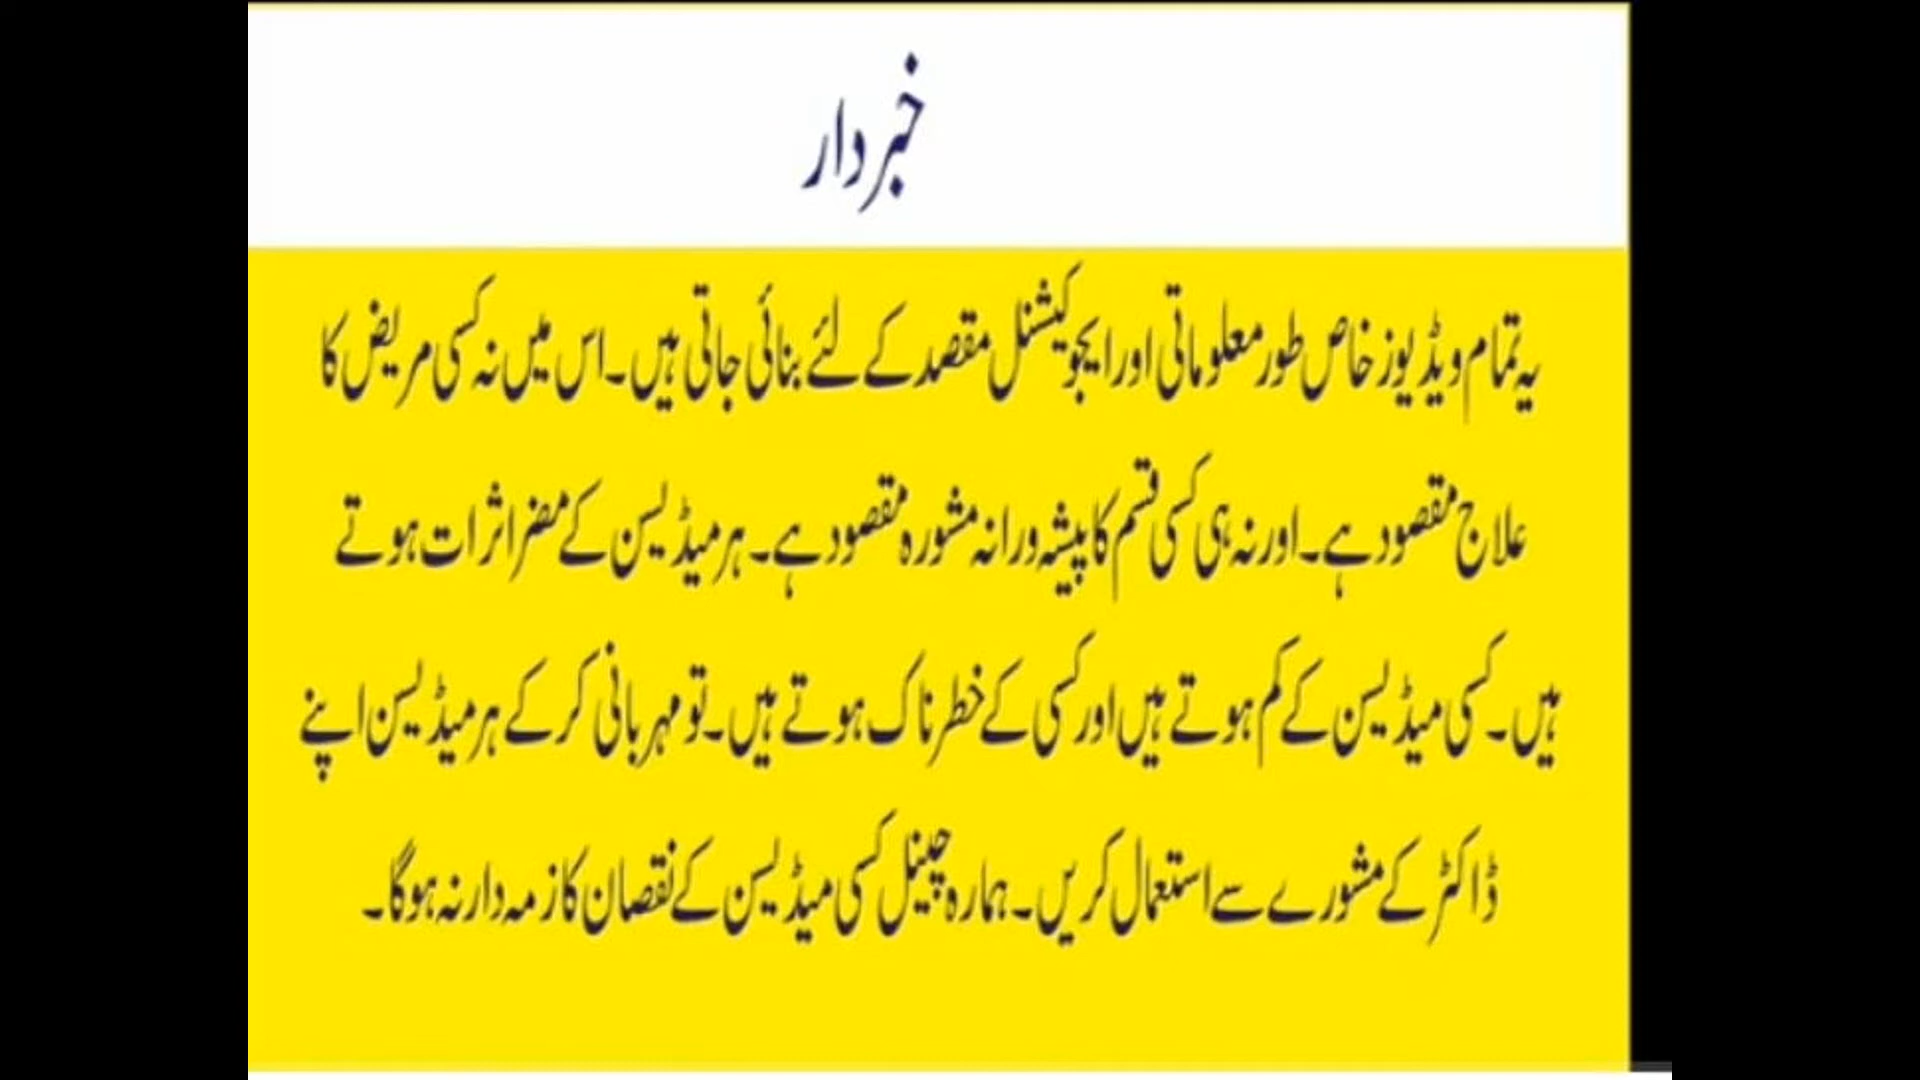 خبردار
یہ تمام ویڈیوز خاص طور معلوماتی اور ایجوکیشنل مقصد کے لئے بنائی جاتی ہیں۔ اس میں نہ کسی مریض کا
علاج مقصود ہے۔ اور نہ ہی کسی قسم کا پیشہ ورانہ مشورہ مقصود ہے۔ ہر میڈیسن کے مضر اثرات ہوتے
ہیں۔ کسی میڈیسن کے کم ہوتے ہیں اور کسی کے خطرناک ہوتے ہیں۔ تو مہربانی کر کے ہر میڈیسن اپنے
ڈاکٹر کے مشورے سے استعمال کریں۔ ہمارہ چینل کسی میڈیسن کے نقصان کا زمہ دار نہ ہوگا۔